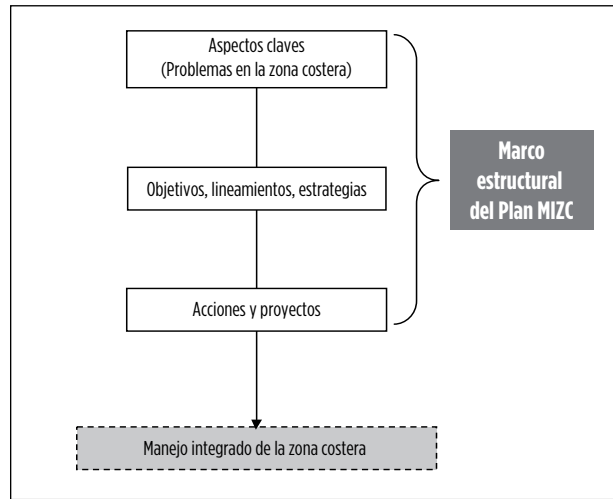 Aspectos claves
(Problemas en la zona costera)
Objetivos, lineamientos, estrategias
Acciones y proyectos
Marco
estructural
del Plan MIZC
Manejo integrado de la zona costera